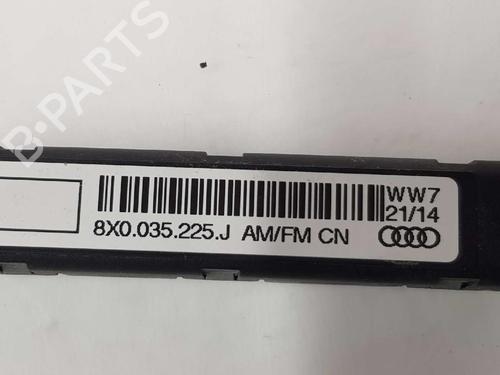 B-PARTS
WW7
21/14
8X0.035.225.J AM/FM CN